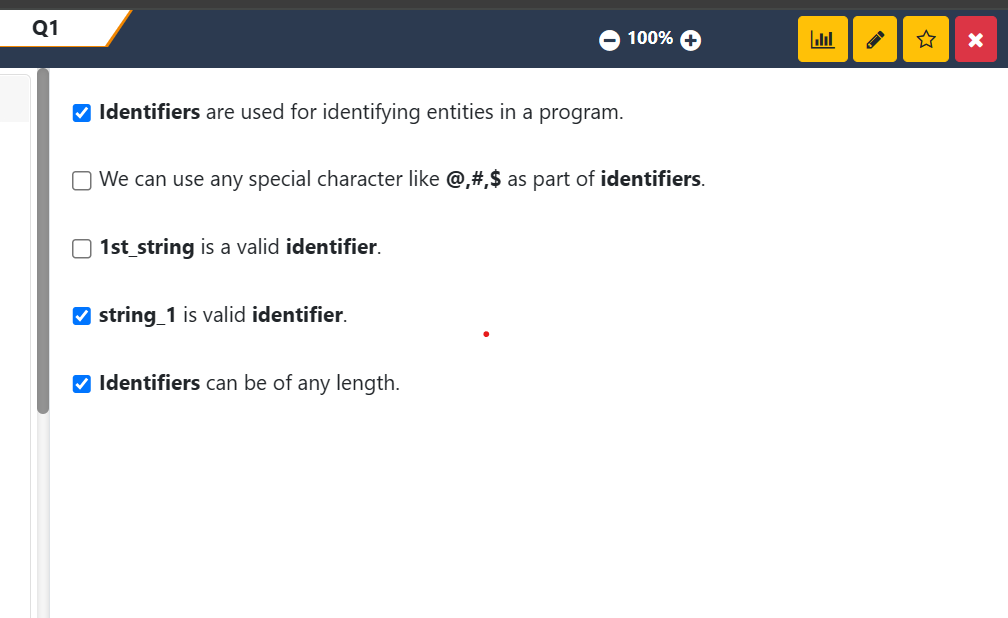 Q1
100%
Identifiers are used for identifying entities in a program.
We can use any special character like @,#,$ as part of identifiers.
1st_string is a valid identifier.
string_1 is valid identifier.
Identifiers can be of any length.